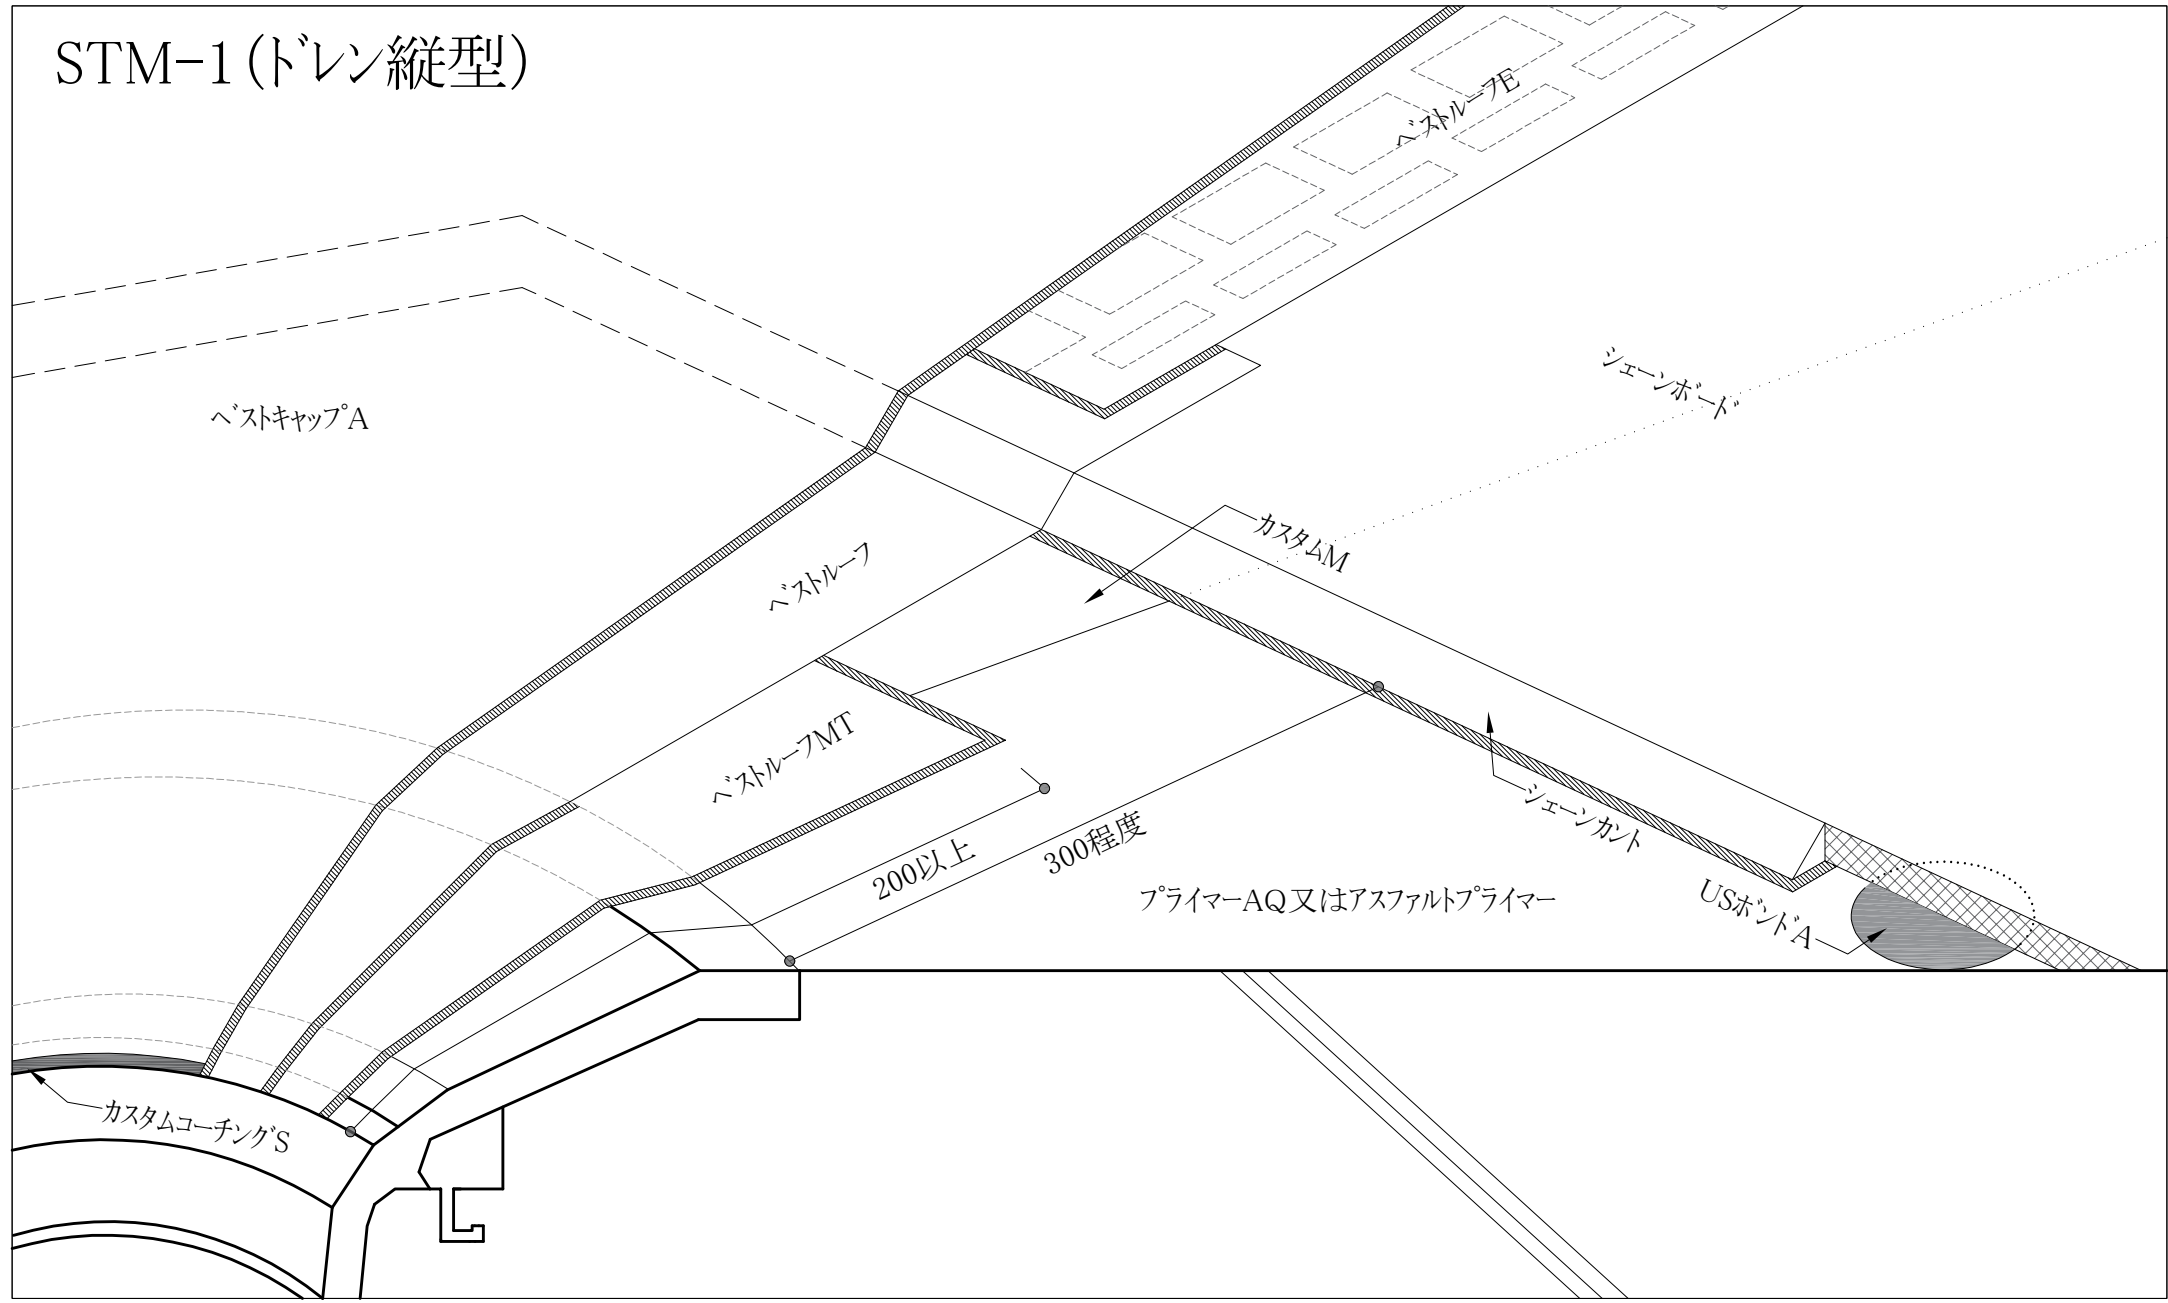 STM-1(ドレン縦型)
ベストルーフE
シェーンボード
ベストキャップA
カスタムM
ベストルーフ
ベストルーフMT
シェーンカント
300程度
200以上
プライマーAQ又はアスファルトプライマー
USボンドA
カスタムコーチングS